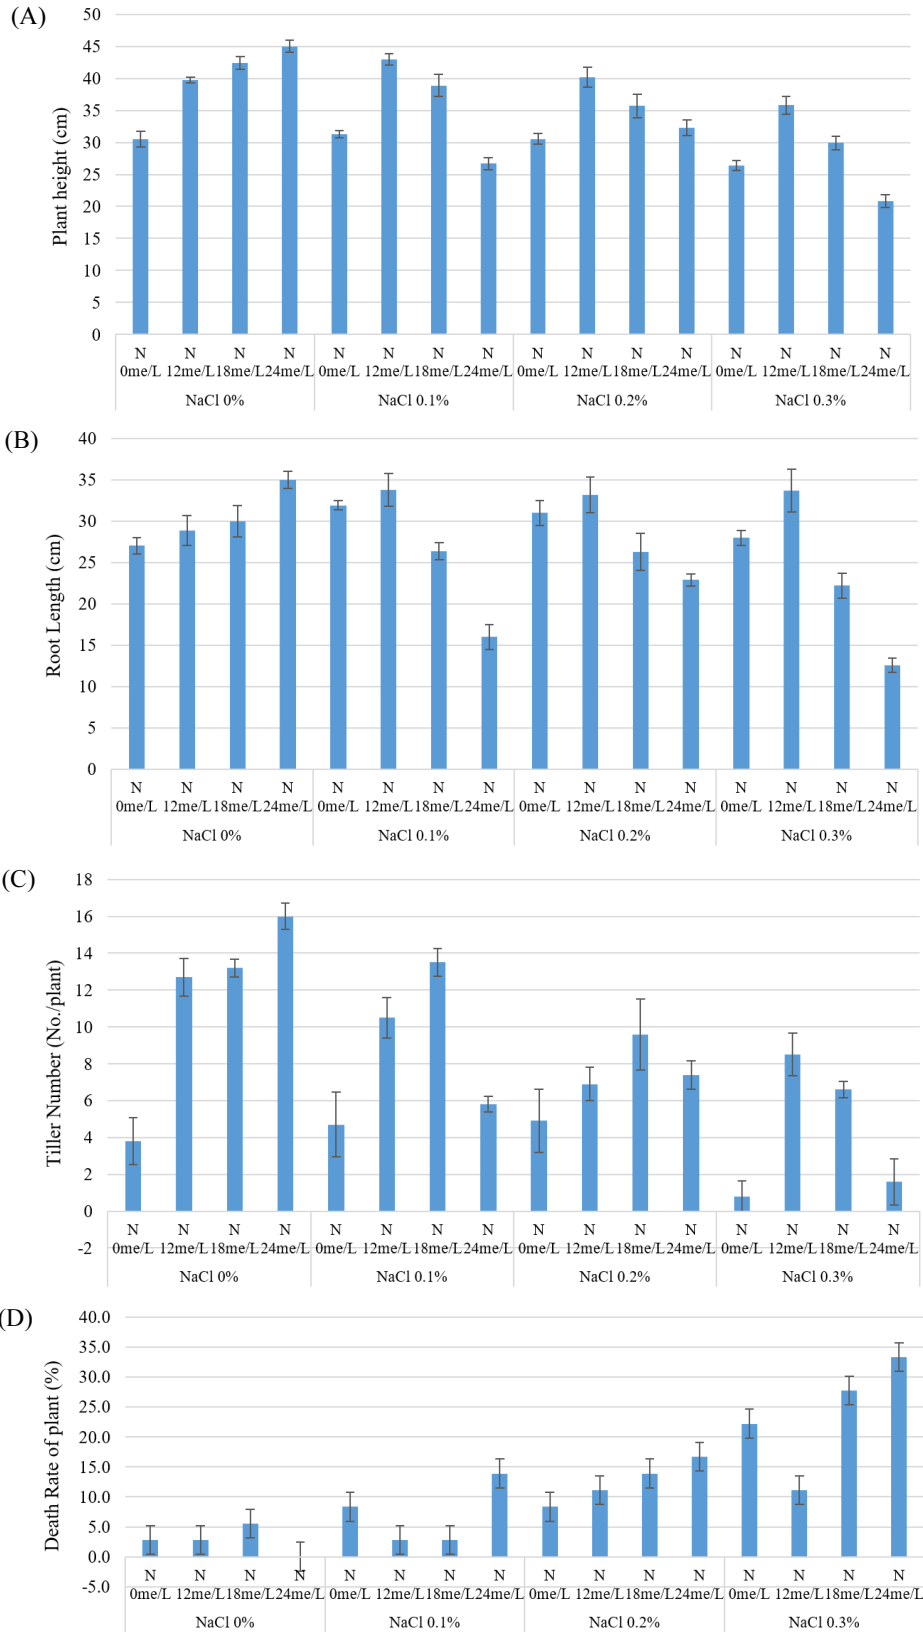 (A)
Plant height (cm)
50
45
40
35
30
25
20
15
10
5
0
N N N N N N N N N N N N N N N N
0me/L 12me/L 18me/L 24me/L 0me/L 12me/L 18me/L 24me/L 0me/L 12me/L 18me/L 24me/L 0me/L 12me/L 18me/L 24me/L
NaCl 0% NaCl 0.1% NaCl 0.2% NaCl 0.3%
(B)
Root Length (cm)
40
35
30
25
20
15
10
5
0
N N N N N N N N N N N N N N N N
0me/L 12me/L 18me/L 24me/L 0me/L 12me/L 18me/L 24me/L 0me/L 12me/L 18me/L 24me/L 0me/L 12me/L 18me/L 24me/L
NaCl 0% NaCl 0.1% NaCl 0.2% NaCl 0.3%
(C)
Tiller Number (No./plant)
18
16
14
12
10
8
6
4
2
0
-2
N N N N N N N N N N N N N N N N
0me/L 12me/L 18me/L 24me/L 0me/L 12me/L 18me/L 24me/L 0me/L 12me/L 18me/L 24me/L 0me/L 12me/L 18me/L 24me/L
NaCl 0% NaCl 0.1% NaCl 0.2% NaCl 0.3%
(D)
Death Rate of plant (%)
40.0
35.0
30.0
25.0
20.0
15.0
10.0
5.0
0.0
-5.0
N N N N N N N N N N N N N N N N
0me/L 12me/L 18me/L 24me/L 0me/L 12me/L 18me/L 24me/L 0me/L 12me/L 18me/L 24me/L 0me/L 12me/L 18me/L 24me/L
NaCl 0% NaCl 0.1% NaCl 0.2% NaCl 0.3%